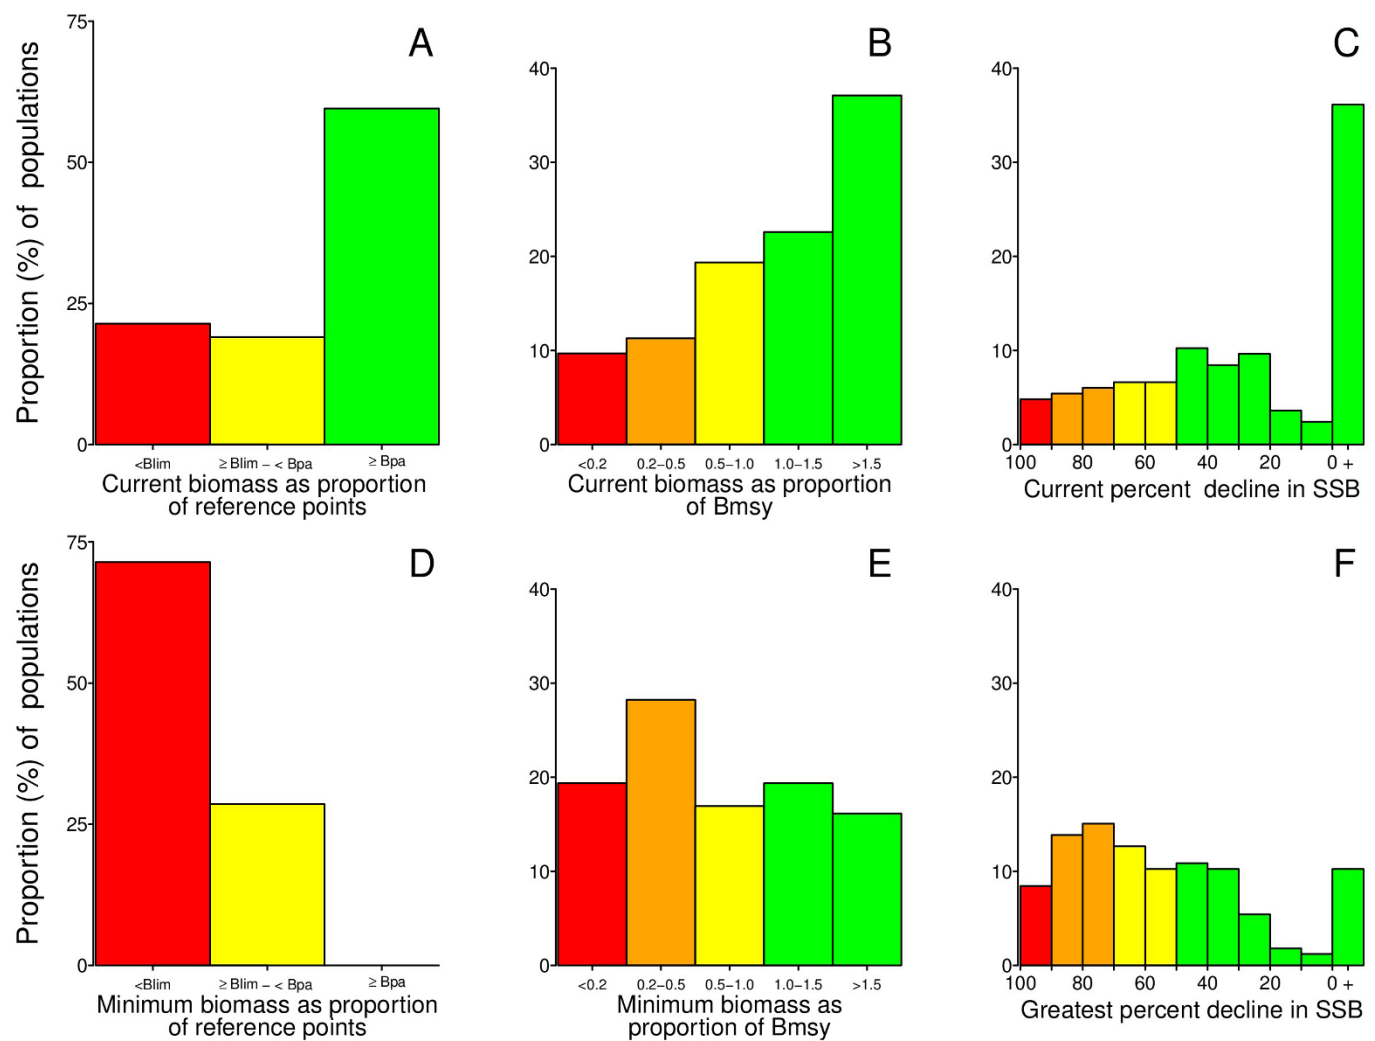 A
B
C
Proportion (%) of populations
75
50
25
0
<Blim
≥ Blim − < Bpa
≥ Bpa
Current biomass as proportion
of reference points
40
30
20
10
0
<0.2
0.2−0.5
0.5−1.0
1.0−1.5
>1.5
Current biomass as proportion
of Bmsy
40
30
20
10
0
100
80
60
40
20
0 +
Current percent decline in SSB
D
E
F
Proportion (%) of populations
75
50
25
0
<Blim
≥ Blim − < Bpa
≥ Bpa
Minimum biomass as proportion
of reference points
40
30
20
10
0
<0.2
0.2−0.5
0.5−1.0
1.0−1.5
>1.5
Minimum biomass as
proportion of Bmsy
40
30
20
10
0
100
80
60
40
20
0 +
Greatest percent decline in SSB